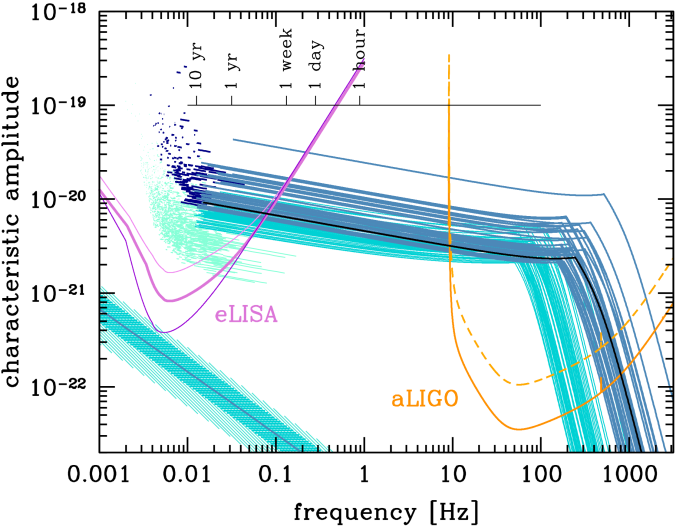 10⁻¹⁸
10 yr
1 yr
1 week
1 day
1 hour
10⁻¹⁹
characteristic amplitude
10⁻²⁰
10⁻²¹
eLISA
10⁻²²
aLIGO
0.001 0.01 0.1 1 10 100 1000
frequency [Hz]